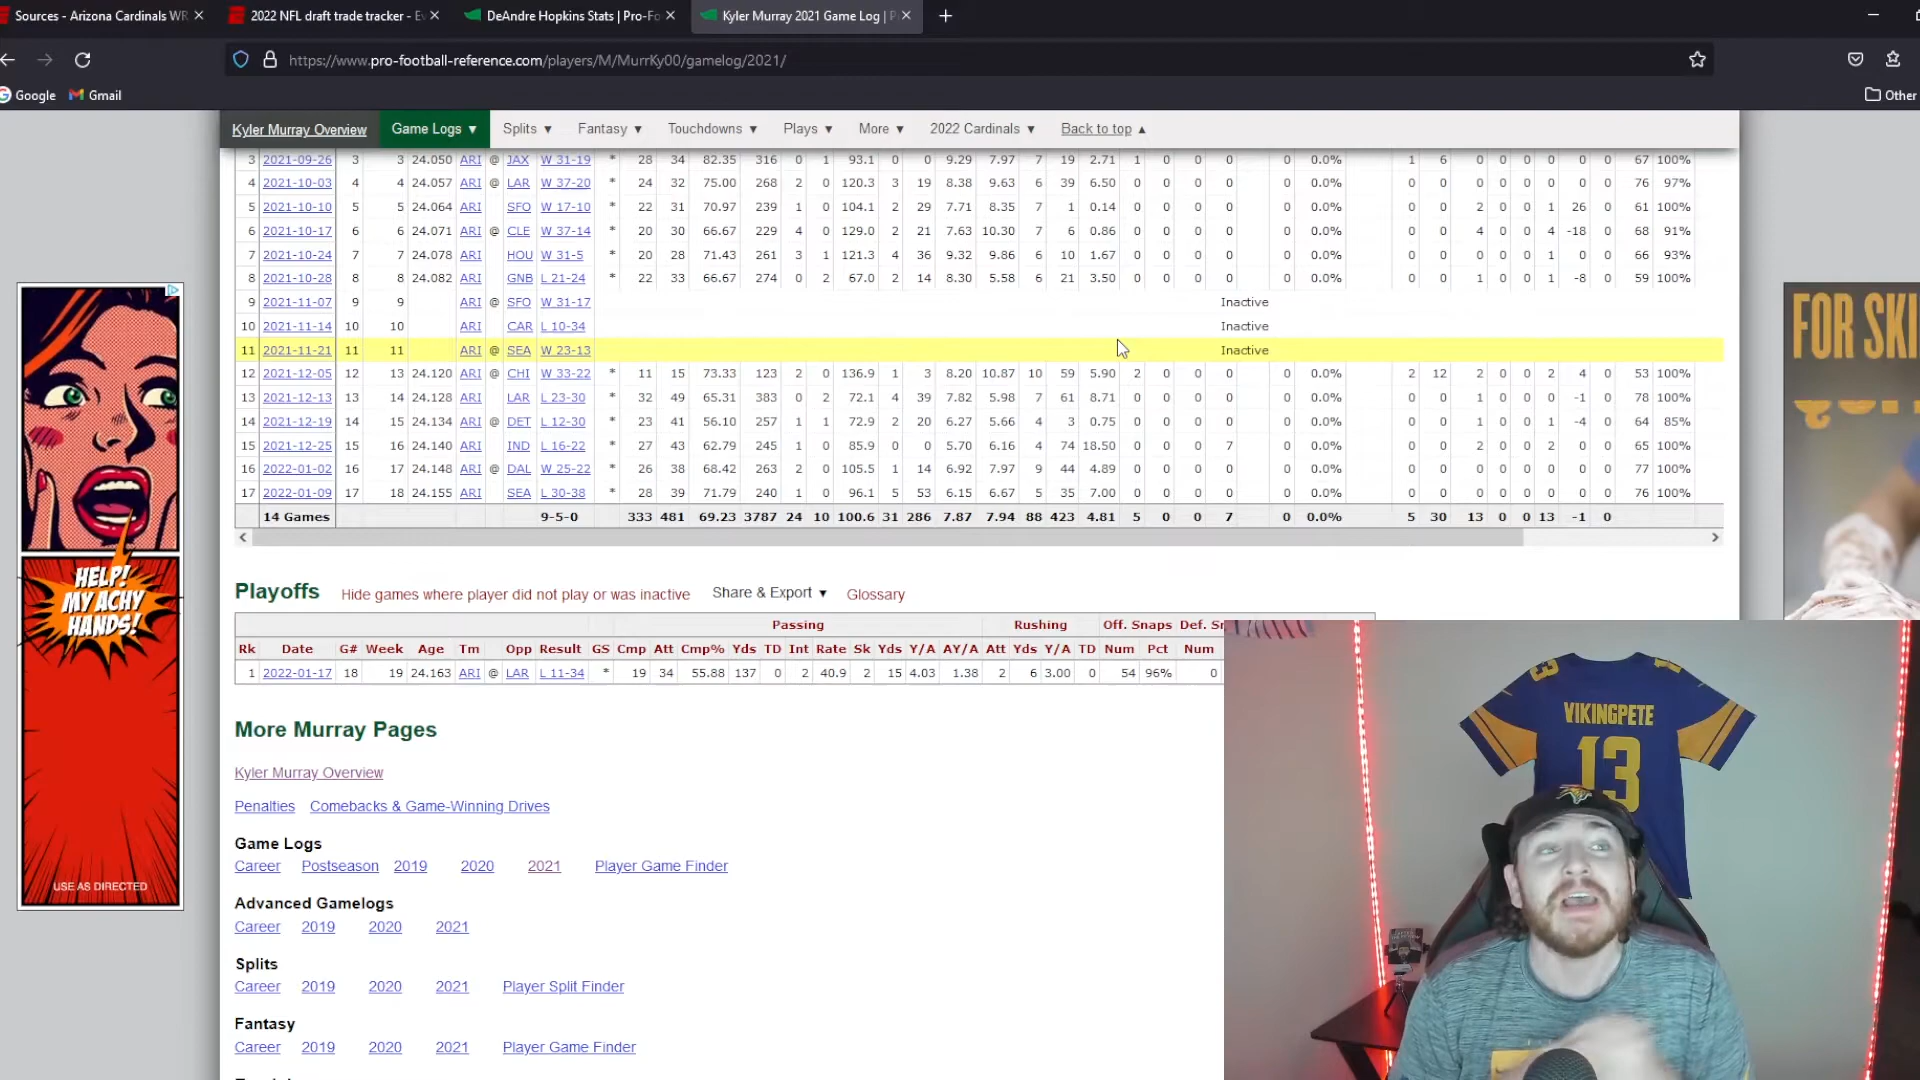 Sources - Arizona Cardinals WR × 2022 NFL draft trade tracker - E × DeAndre Hopkins Stats | Pro-Fo × Kyler Murray 2021 Game Log | P × +
https://www.pro-football-reference.com/players/M/MurrKy00/gamelog/2021/
Google Gmail Other
Kyler Murray Overview Game Logs ▼ Splits ▼ Fantasy ▼ Touchdowns ▼ Plays ▼ More ▼ 2022 Cardinals ▼ Back to top ▲
3 2021-09-26 3 3 24.050 ARI @ JAX W 31-19 * 28 34 82.35 316 0 1 93.1 0 0 9.29 7.97 7 19 2.71 1 0 0 0 0 0.0% 1 6 0 0 0 0 0 0 67 100%
4 2021-10-03 4 4 24.057 ARI @ LAR W 37-20 * 24 32 75.00 268 2 0 120.3 3 19 8.38 9.63 6 39 6.50 0 0 0 0 0 0.0% 0 0 0 0 0 0 0 0 76 97%
5 2021-10-10 5 5 24.064 ARI SFO W 17-10 * 22 31 70.97 239 1 0 104.1 2 29 7.71 8.35 7 1 0.14 0 0 0 0 0 0.0% 0 0 2 0 0 1 26 0 61 100%
6 2021-10-17 6 6 24.071 ARI @ CLE W 37-14 * 20 30 66.67 229 4 0 129.0 2 21 7.63 10.30 7 6 0.86 0 0 0 0 0 0.0% 0 0 4 0 0 4 -18 0 68 91%
7 2021-10-24 7 7 24.078 ARI HOU W 31-5 * 20 28 71.43 261 3 1 121.3 4 36 9.32 9.86 6 10 1.67 0 0 0 0 0 0.0% 0 0 1 0 0 1 0 0 66 93%
8 2021-10-28 8 8 24.082 ARI GNB L 21-24 * 22 33 66.67 274 0 2 67.0 2 14 8.30 5.58 6 21 3.50 0 0 0 0 0 0.0% 0 0 1 0 0 1 -8 0 59 100%
9 2021-11-07 9 9 ARI @ SFO W 31-17 Inactive
10 2021-11-14 10 10 ARI CAR L 10-34 Inactive
11 2021-11-21 11 11 ARI @ SEA W 23-13 Inactive
12 2021-12-05 12 13 24.120 ARI @ CHI W 33-22 * 11 15 73.33 123 2 0 136.9 1 3 8.20 10.87 10 59 5.90 2 0 0 0 0 0.0% 2 12 2 0 0 2 4 0 53 100%
13 2021-12-13 13 14 24.128 ARI LAR L 23-30 * 32 49 65.31 383 0 2 72.1 4 39 7.82 5.98 7 61 8.71 0 0 0 0 0 0.0% 0 0 1 0 0 0 -1 0 78 100%
14 2021-12-19 14 15 24.134 ARI @ DET L 12-30 * 23 41 56.10 257 1 1 72.9 2 20 6.27 5.66 4 3 0.75 0 0 0 0 0 0.0% 0 0 1 0 0 1 -4 0 64 85%
15 2021-12-25 15 16 24.140 ARI IND L 16-22 * 27 43 62.79 245 1 0 85.9 0 0 5.70 6.16 4 74 18.50 0 0 0 7 0 0.0% 0 0 2 0 0 2 0 0 65 100%
16 2022-01-02 16 17 24.148 ARI @ DAL W 25-22 * 26 38 68.42 263 2 0 105.5 1 14 6.92 7.97 9 44 4.89 0 0 0 0 0 0.0% 0 0 0 0 0 0 0 0 77 100%
17 2022-01-09 17 18 24.155 ARI SEA L 30-38 * 28 39 71.79 240 1 0 96.1 5 53 6.15 6.67 5 35 7.00 0 0 0 0 0 0.0% 0 0 0 0 0 0 0 0 76 100%
14 Games 9-5-0 333 481 69.23 3787 24 10 100.6 31 286 7.87 7.94 88 423 4.81 5 0 0 7 0 0.0% 5 30 13 0 0 13 -1 0
Playoffs Hide games where player did not play or was inactive Share & Export ▼ Glossary
Passing Rushing Off. Snaps Def. Sn
Rk Date G# Week Age Tm Opp Result GS Cmp Att Cmp% Yds TD Int Rate Sk Yds Y/A AY/A Att Yds Y/A TD Num Pct Num
1 2022-01-17 18 19 24.163 ARI @ LAR L 11-34 * 19 34 55.88 137 0 2 40.9 2 15 4.03 1.38 2 6 3.00 0 54 96% 0
More Murray Pages
Kyler Murray Overview
Penalties Comebacks & Game-Winning Drives
Game Logs
Career Postseason 2019 2020 2021 Player Game Finder
Advanced Gamelogs
Career 2019 2020 2021
Splits
Career 2019 2020 2021 Player Split Finder
Fantasy
Career 2019 2020 2021 Player Game Finder
HELP!
MY ACHY
HANDS!
USE AS DIRECTED
FOR SKI
VIKINGPETE
13
13